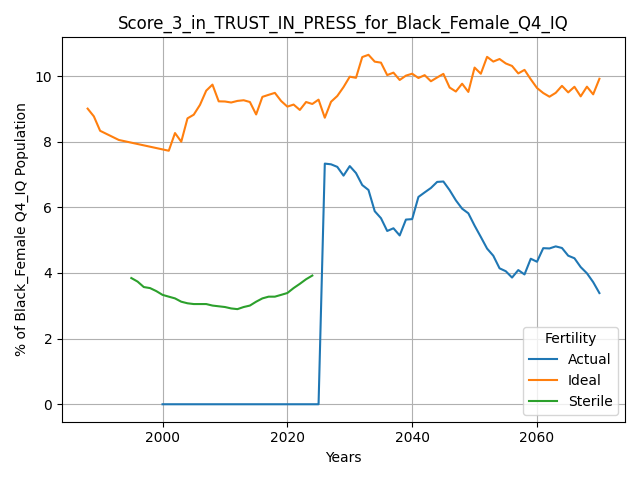 Score_3_in_TRUST_IN_PRESS_for_Black_Female_Q4_IQ
% of Black_Female Q4_IQ Population
10
8
6
4
2
0
2000 2020 2040 2060
Years
Fertility
Actual
Ideal
Sterile